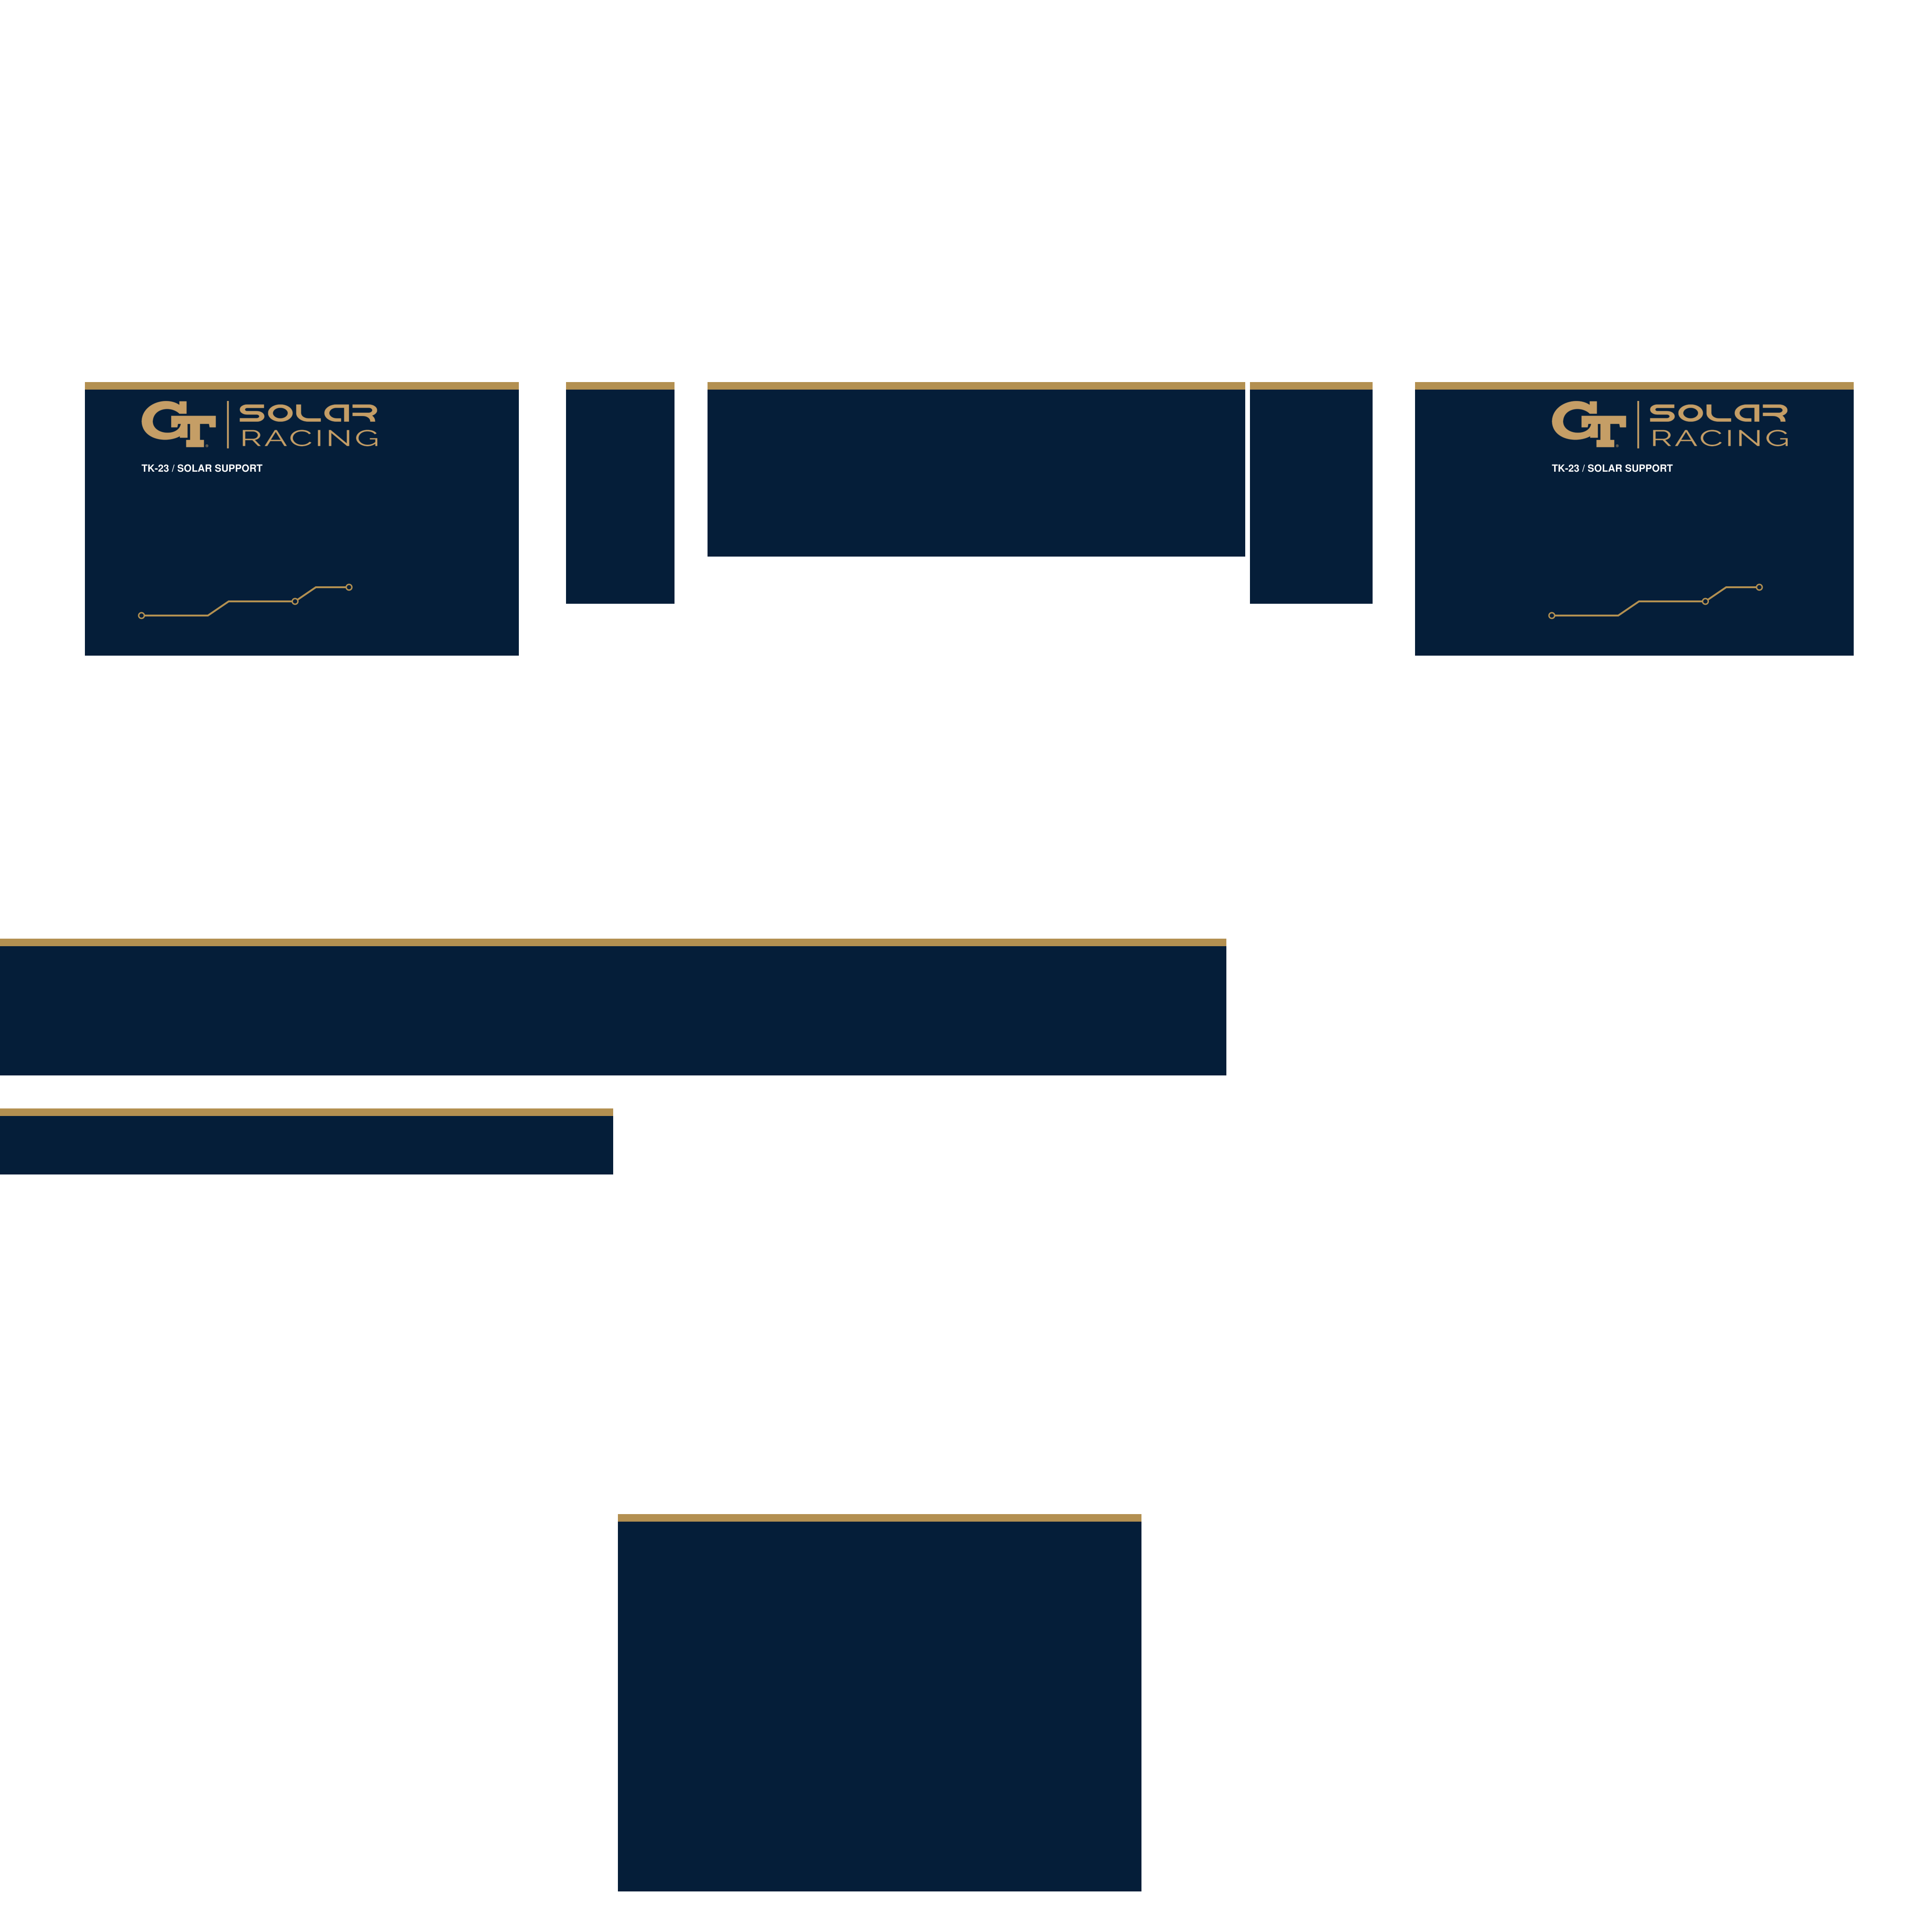 GT SOLAR
RACING
TK-23 / SOLAR SUPPORT
GT SOLAR
RACING
TK-23 / SOLAR SUPPORT